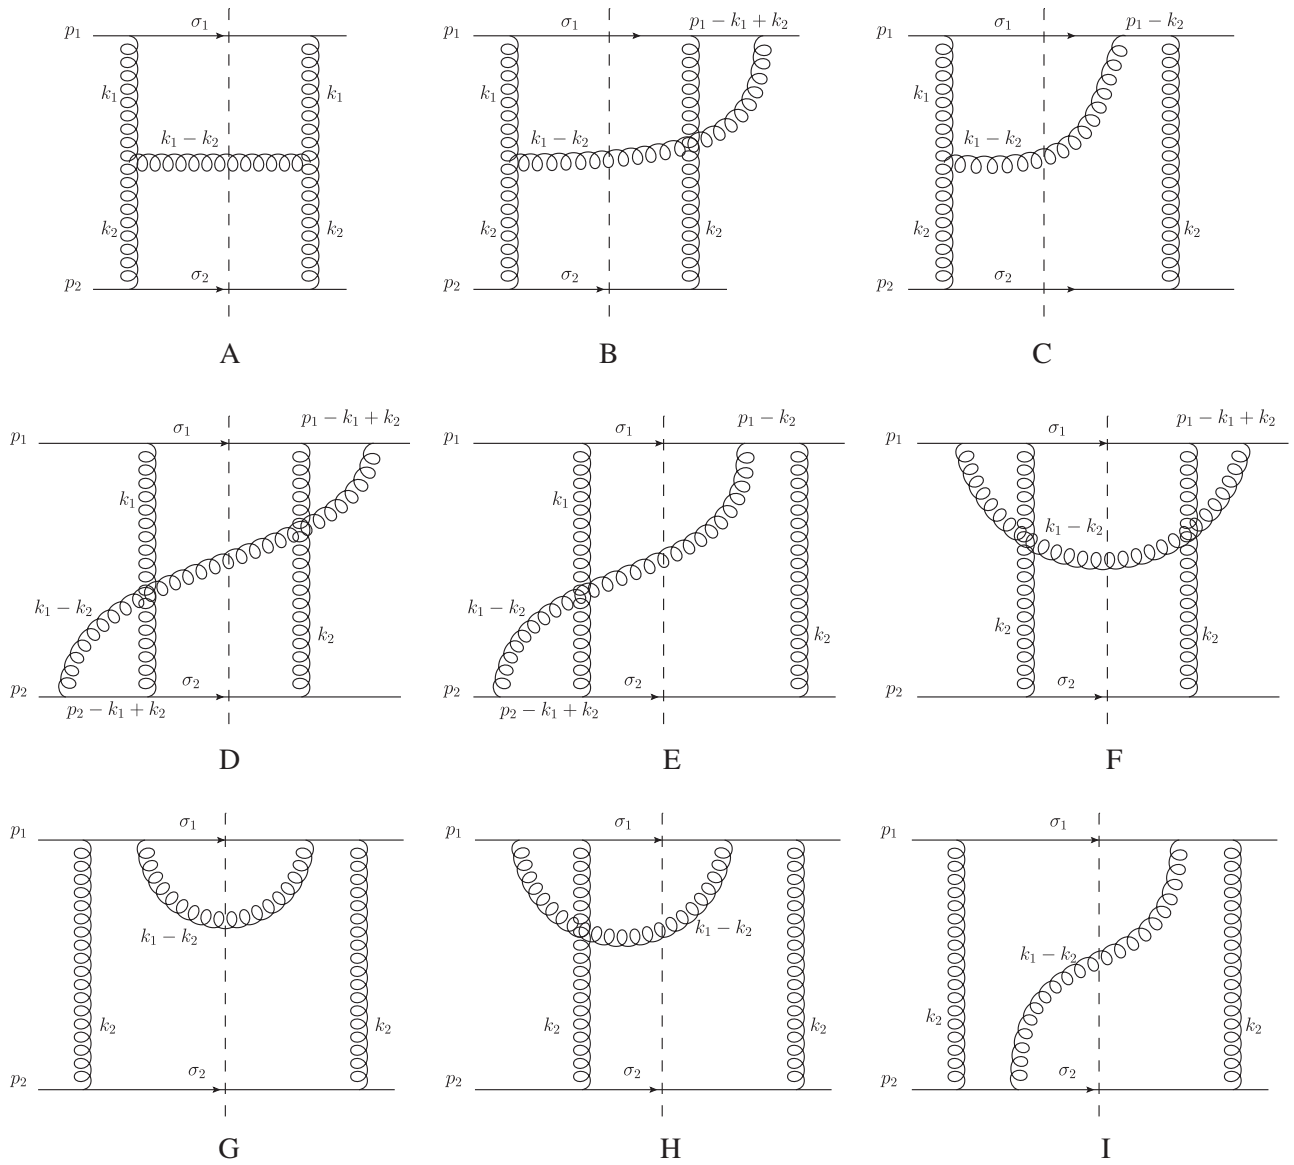 p₁ σ₁ p₁ σ₁ p₁ − k₁ + k₂ p₁ σ₁ p₁ − k₂
k₁ k₁ k₁ k₁
k₁ − k₂ k₁ − k₂ k₁ − k₂
k₂ k₂ k₂ k₂ k₂ k₂
p₂ σ₂ p₂ σ₂ p₂ σ₂
A B C
p₁ σ₁ p₁ − k₁ + k₂ p₁ σ₁ p₁ − k₂ p₁ σ₁ p₁ − k₁ + k₂
k₁ k₁ k₁ − k₂
k₁ − k₂ k₂ k₁ − k₂ k₂ k₂ k₂
p₂ σ₂ p₂ σ₂ p₂ σ₂
p₂ − k₁ + k₂ p₂ − k₁ + k₂
D E F
p₁ σ₁ p₁ σ₁ p₁ σ₁
k₁ − k₂ k₁ − k₂ k₁ − k₂
k₂ k₂ k₂ k₂ k₂ k₂
p₂ σ₂ p₂ σ₂ p₂ σ₂
G H I